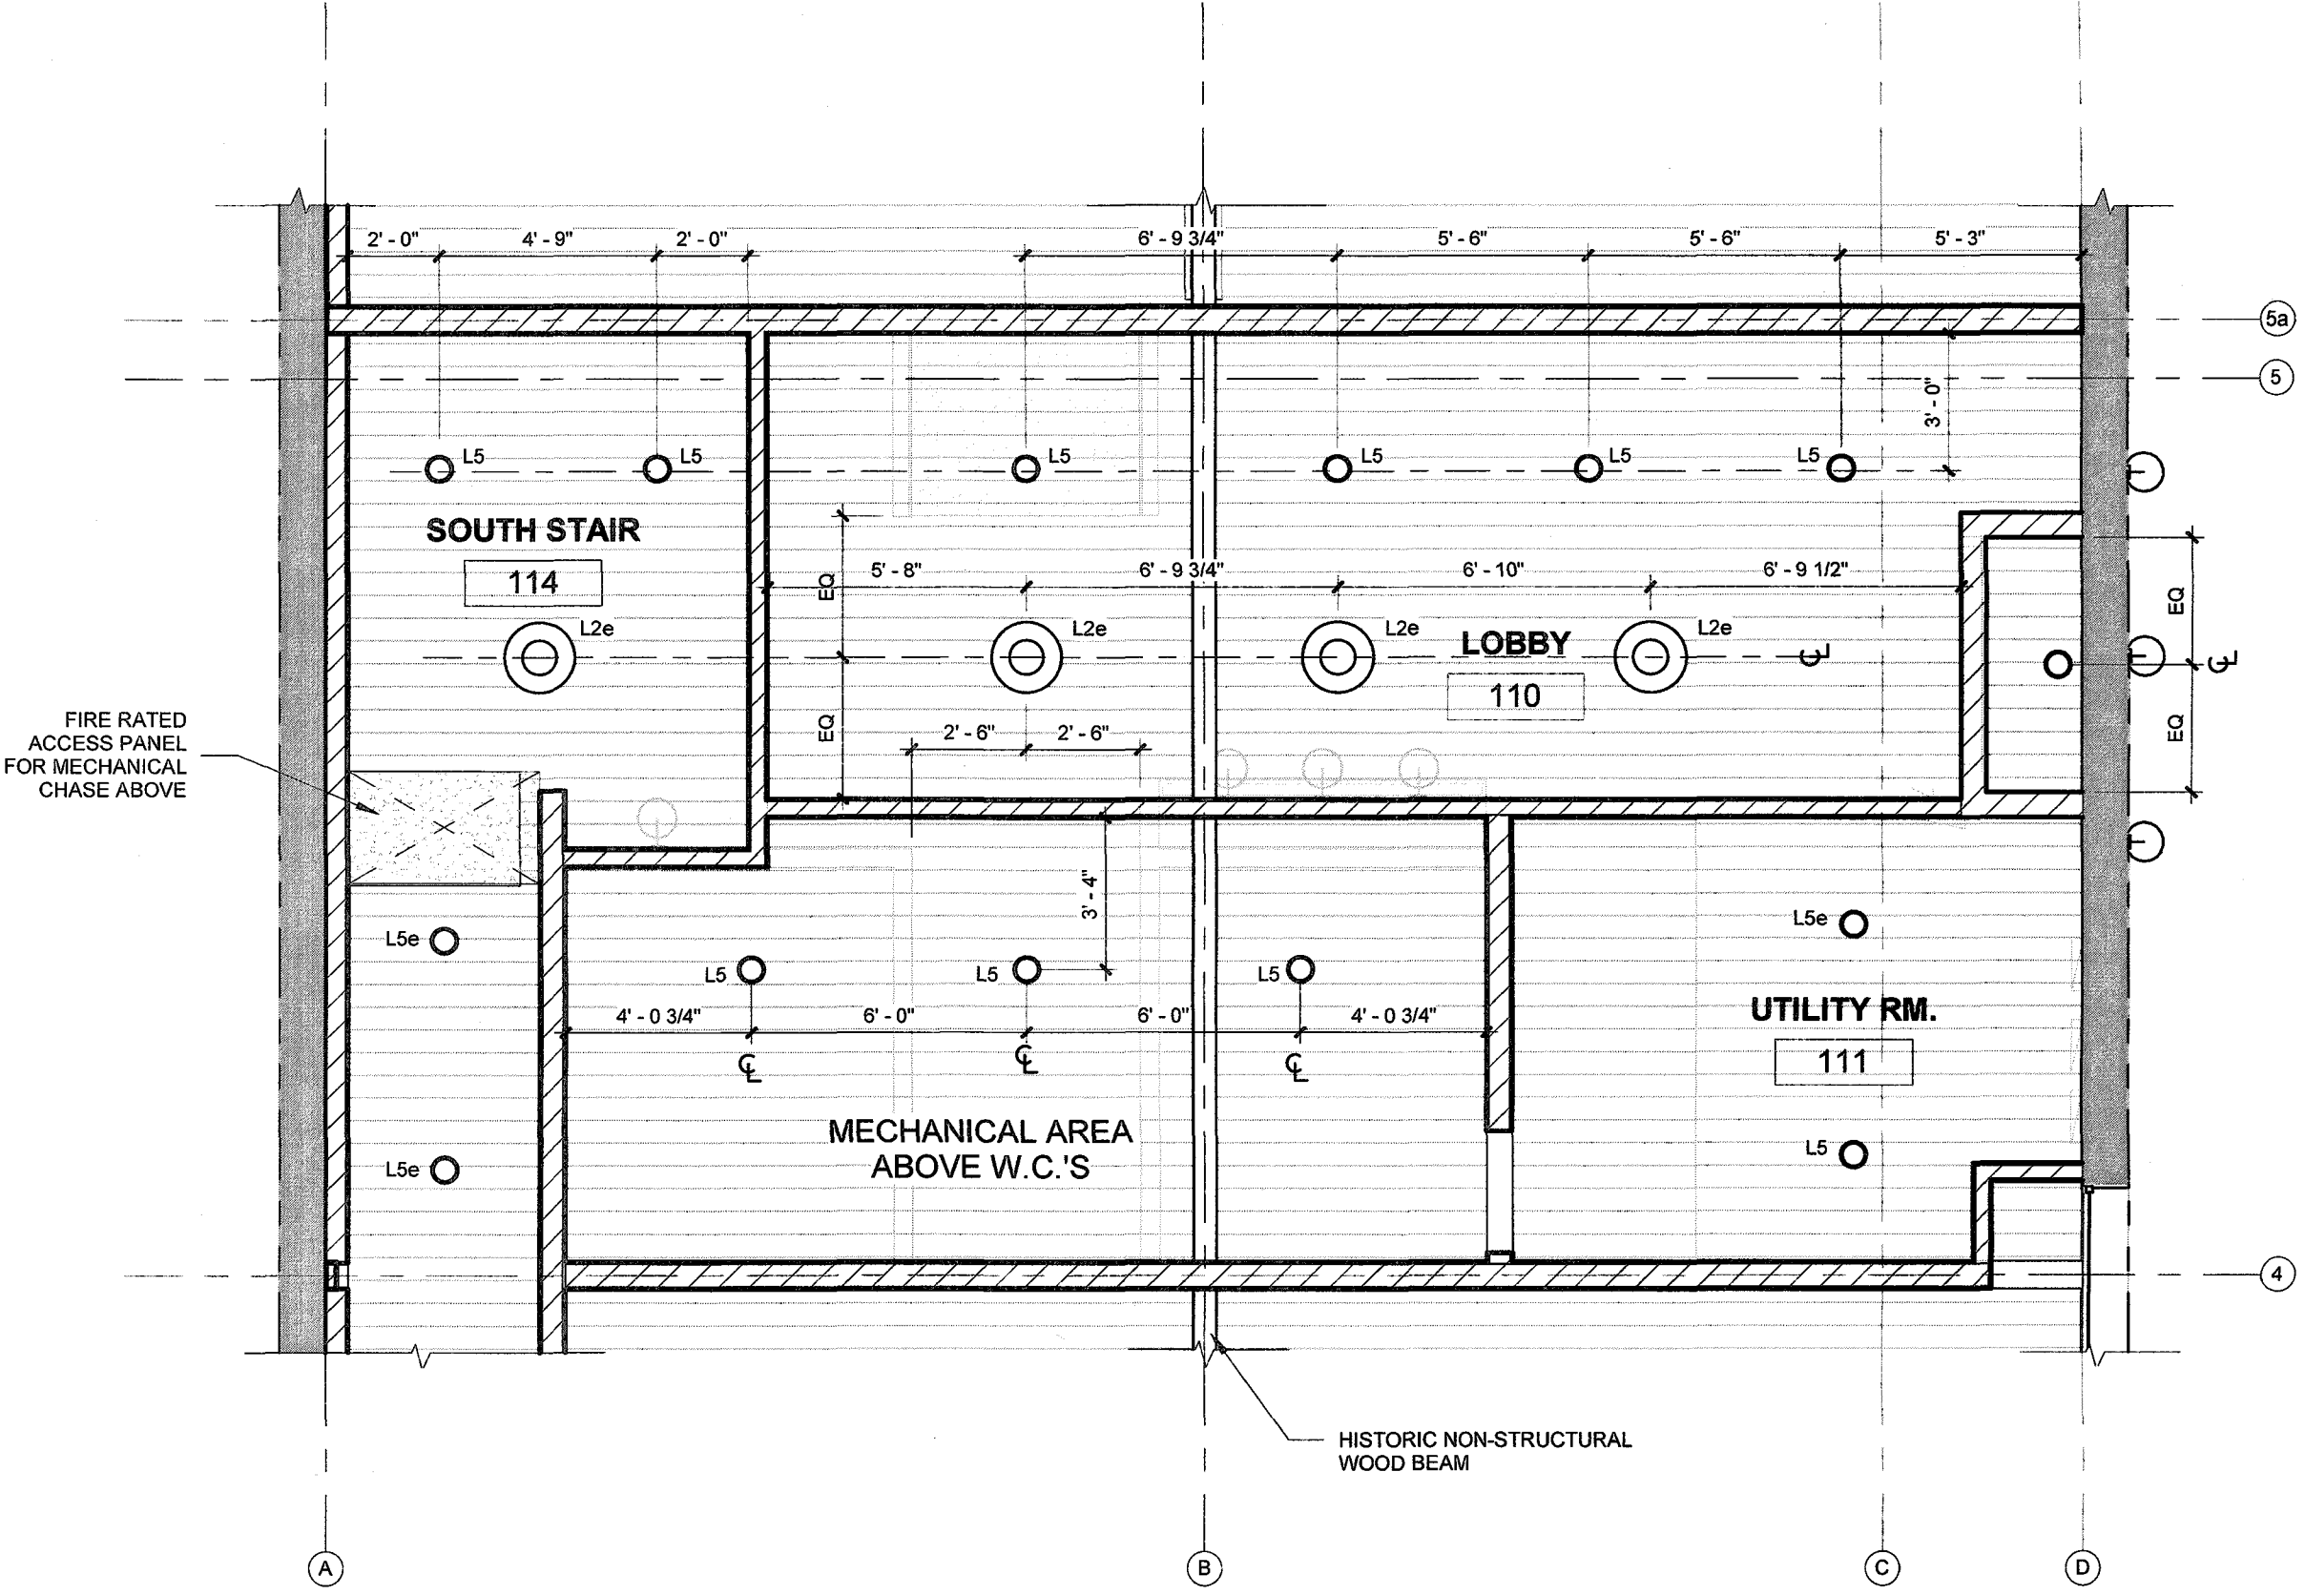 2' - 0" 4' - 9" 2' - 0" 6' - 9 3/4" 5' - 6" 5' - 6" 5' - 3"
5a
5
3' - 0"
L5 L5 L5 L5 L5 L5
SOUTH STAIR
114
5' - 8" 6' - 9 3/4" 6' - 10" 6' - 9 1/2"
EQ
EQ
L2e L2e L2e L2e
LOBBY
110
CL
CL
EQ
EQ
2' - 6" 2' - 6"
FIRE RATED
ACCESS PANEL
FOR MECHANICAL
CHASE ABOVE
3' - 4"
L5e
L5e
L5 L5 L5
4' - 0 3/4" 6' - 0" 6' - 0" 4' - 0 3/4"
CL CL CL
MECHANICAL AREA
ABOVE W.C.'S
L5e
UTILITY RM.
111
L5
4
HISTORIC NON-STRUCTURAL
WOOD BEAM
A B C D